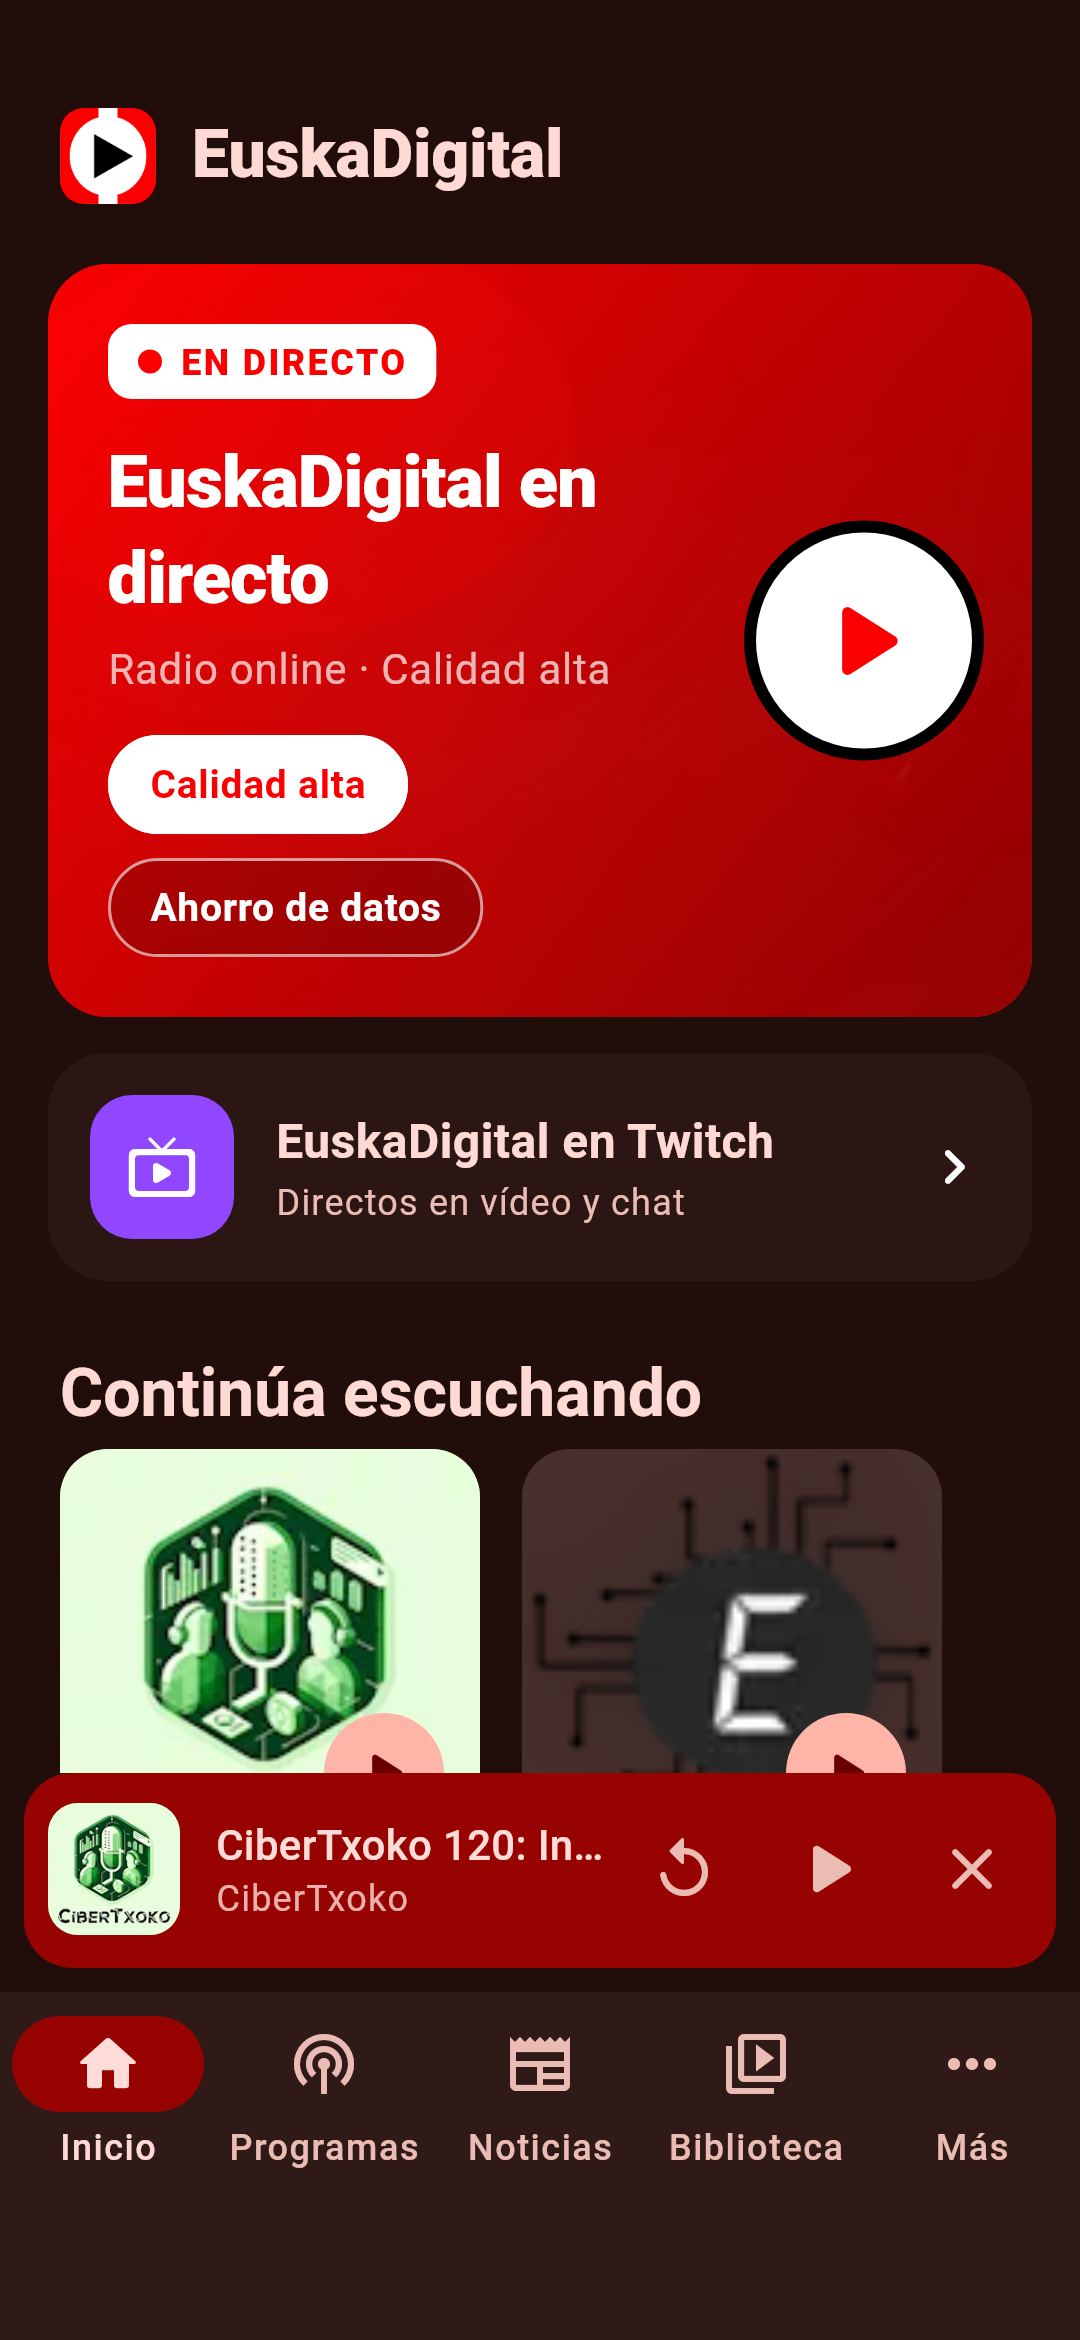 EuskaDigital
EN DIRECTO
EuskaDigital en
directo
Radio online · Calidad alta
Calidad alta
Ahorro de datos
EuskaDigital en Twitch
Directos en vídeo y chat
Continúa escuchando
E
CiberTxoko 120: In...
CiberTxoko
CIBERTXOKO
Inicio
Programas
Noticias
Biblioteca
Más